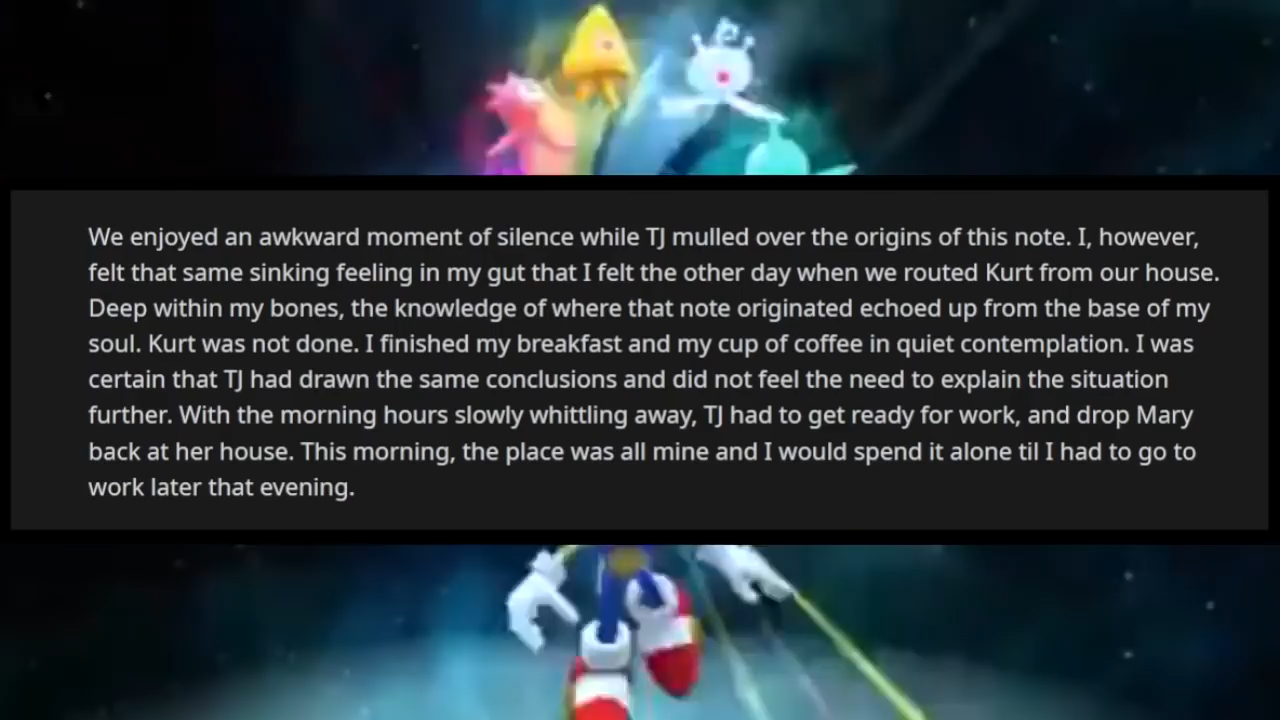 We enjoyed an awkward moment of silence while TJ mulled over the origins of this note. I, however,
felt that same sinking feeling in my gut that I felt the other day when we routed Kurt from our house.
Deep within my bones, the knowledge of where that note originated echoed up from the base of my
soul. Kurt was not done. I finished my breakfast and my cup of coffee in quiet contemplation. I was
certain that TJ had drawn the same conclusions and did not feel the need to explain the situation
further. With the morning hours slowly whittling away, TJ had to get ready for work, and drop Mary
back at her house. This morning, the place was all mine and I would spend it alone til I had to go to
work later that evening.